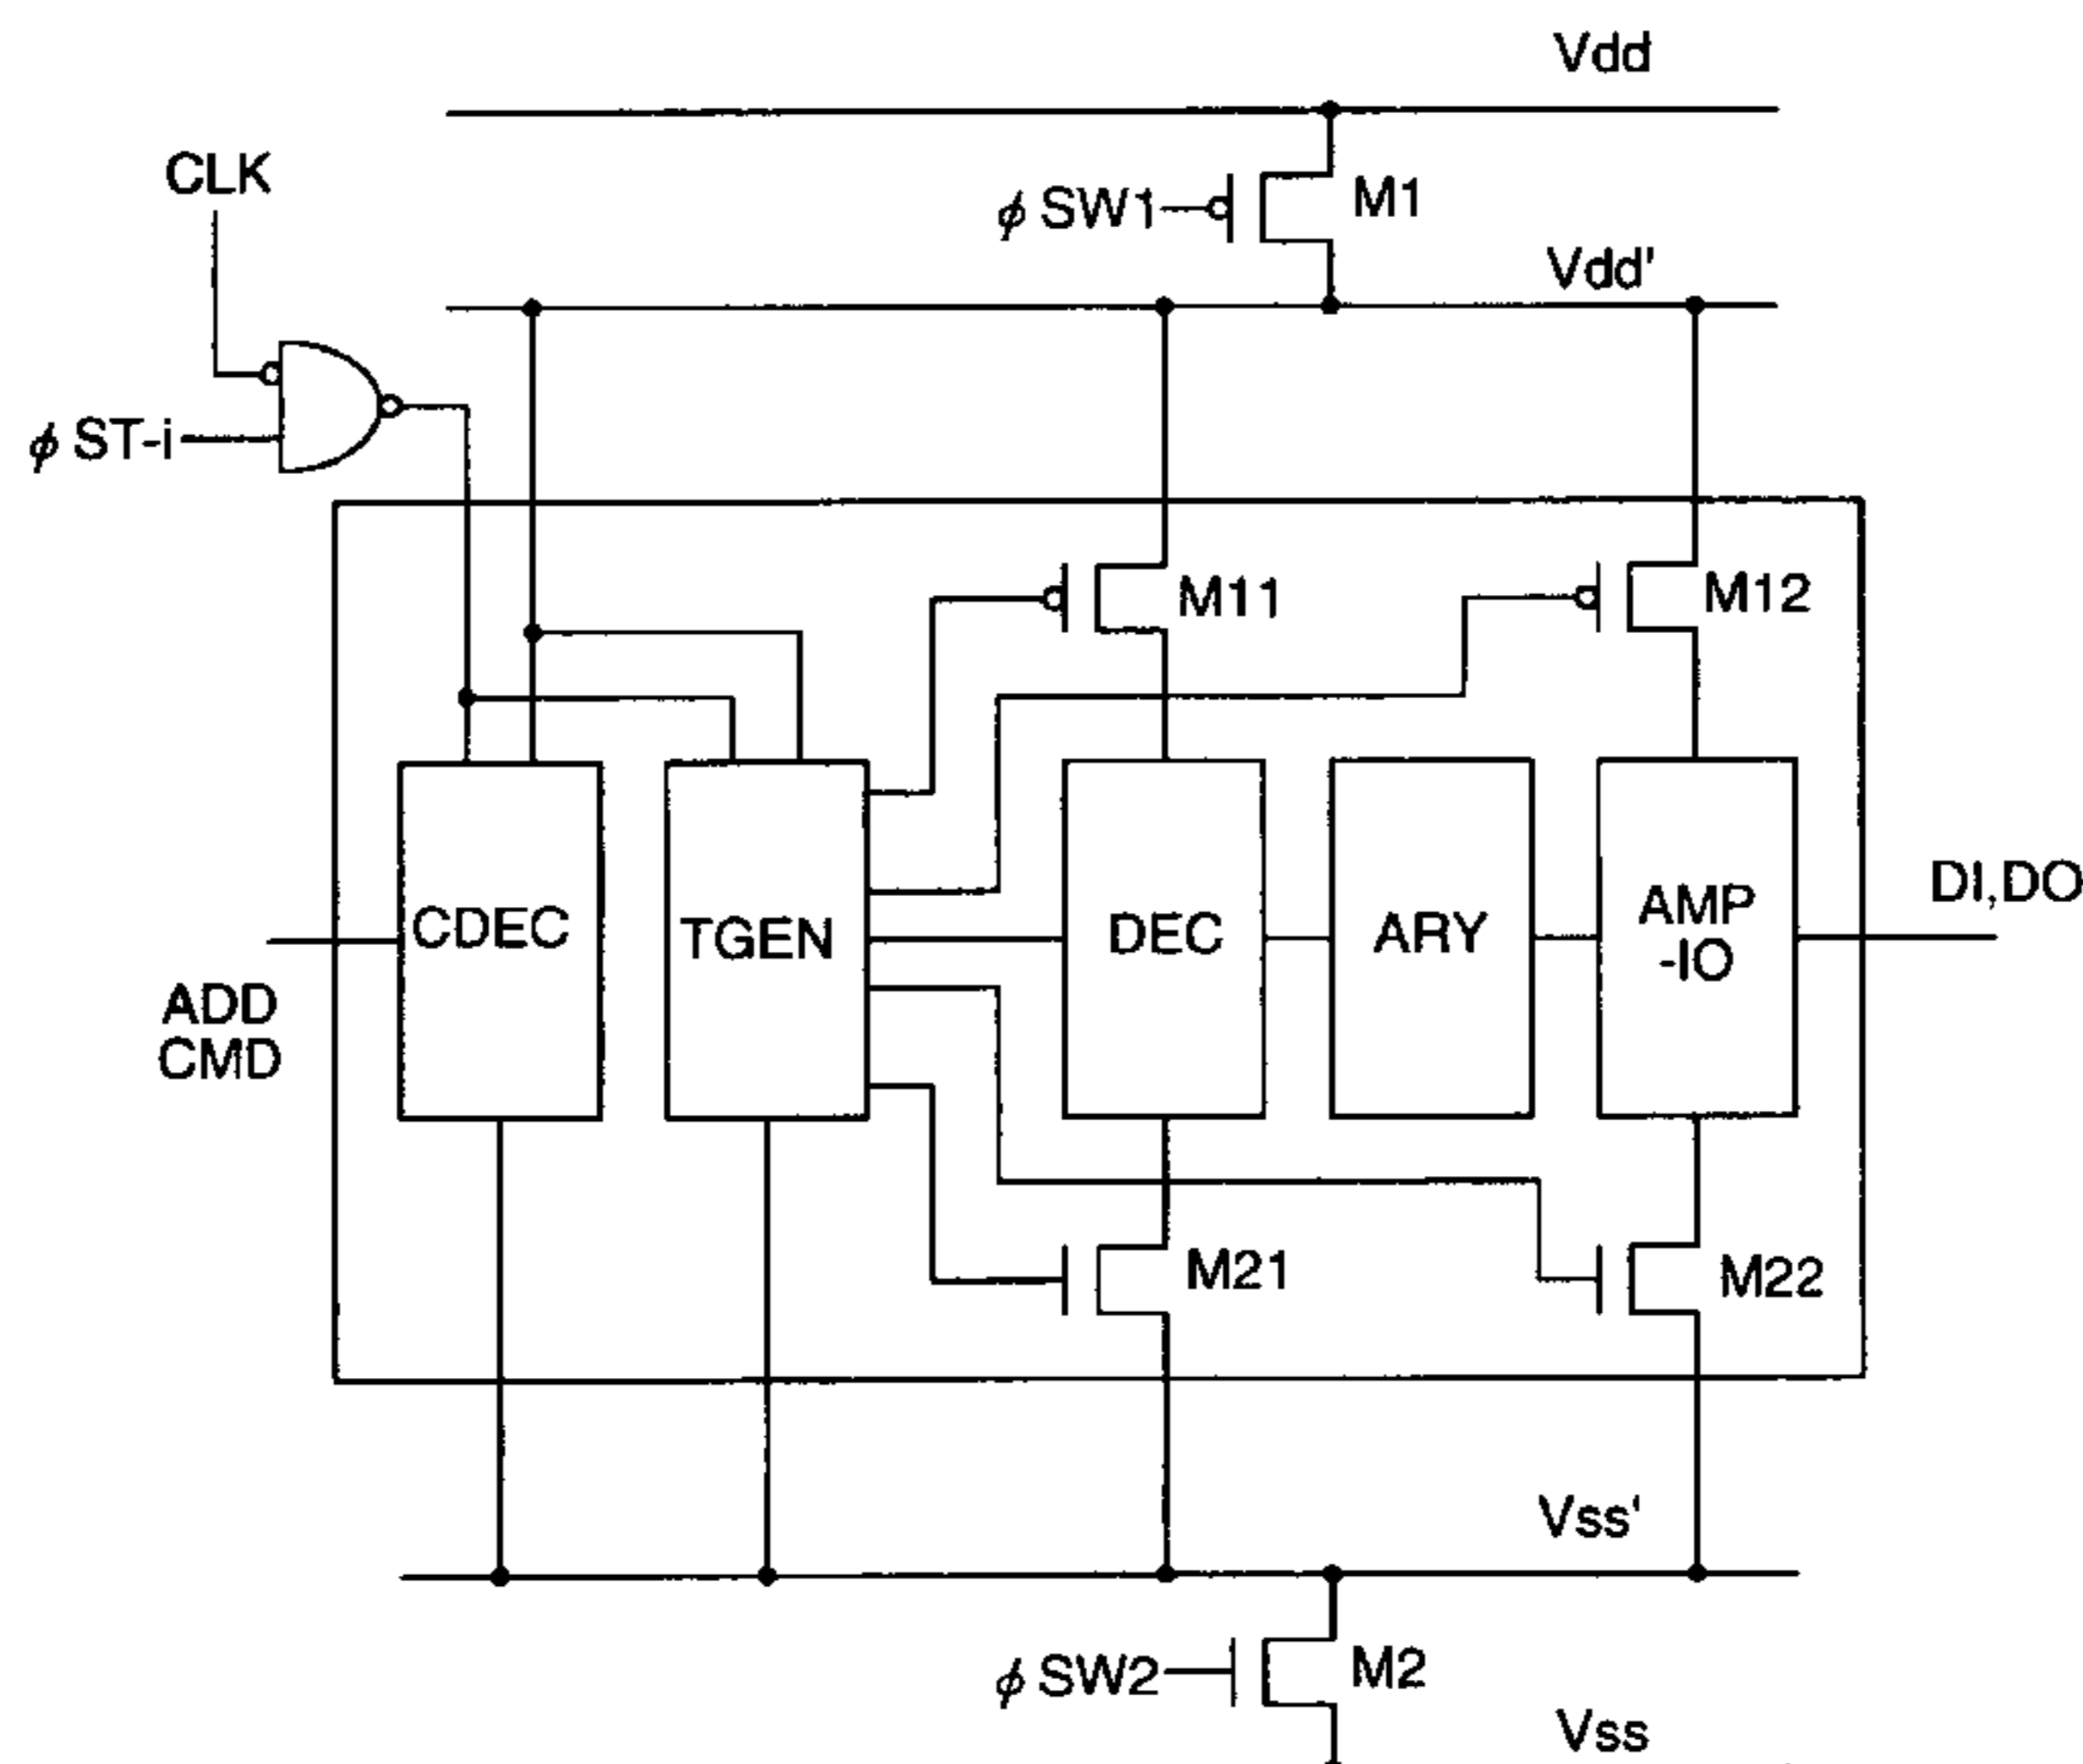 Vdd
CLK
ϕ SW1
M1
Vdd'
ϕ ST-i
M11
M12
CDEC
TGEN
DEC
ARY
AMP
-IO
DI,DO
ADD
CMD
M21
M22
Vss'
ϕ SW2
M2
Vss